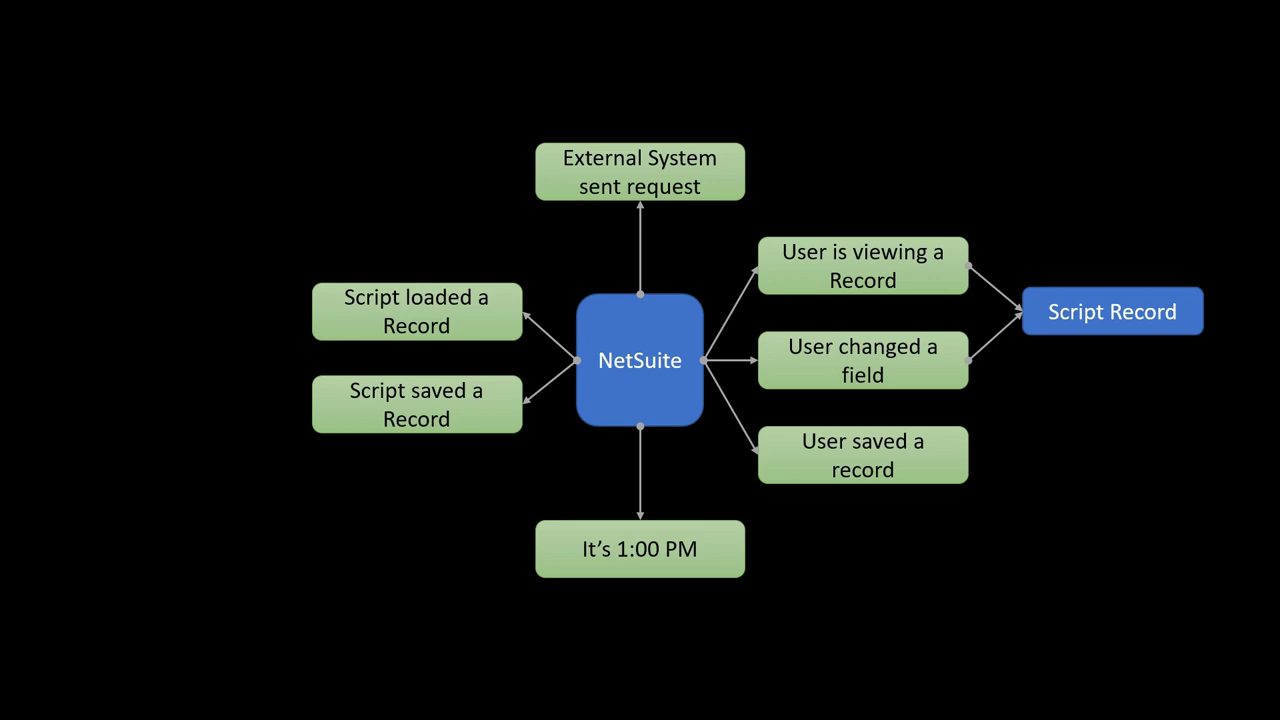 External System
sent request
User is viewing a
Record
Script loaded a
Record
Script Record
NetSuite
User changed a
field
Script saved a
Record
User saved a
record
It’s 1:00 PM